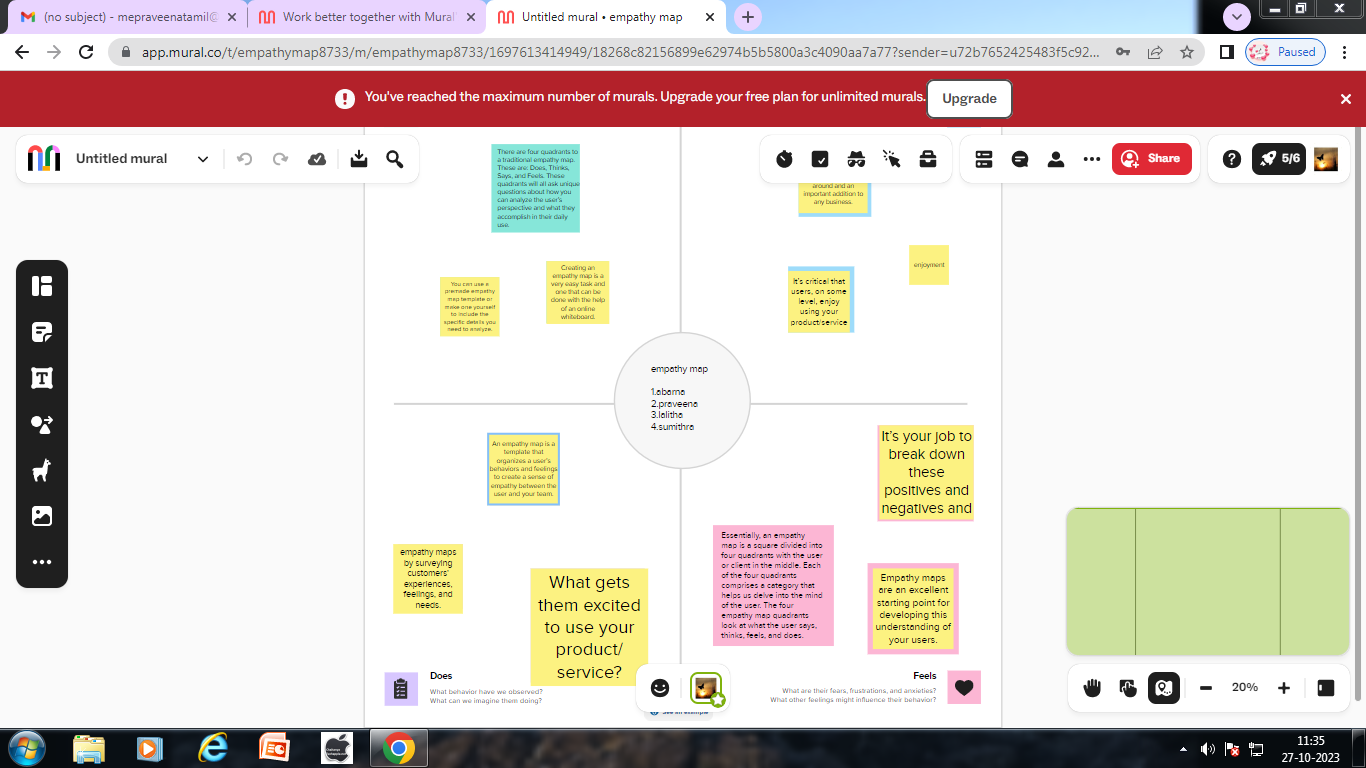 (no subject) - mepraveenatamil@
Work better together with Mural
Untitled mural • empathy map
app.mural.co/t/empathymap8733/m/empathymap8733/1697613414949/18268c82156899e62974b5b5800a3c4090aa7a77?sender=u72b7652425483f5c92...
Paused
You've reached the maximum number of murals. Upgrade your free plan for unlimited murals.
Upgrade
Untitled mural
Share
5/6
There are four quadrants to
a traditional empathy map.
These are: Does, Thinks,
Says, and Feels. These
quadrants will all ask unique
questions about how you
can analyze the user's
perspective and what they
accomplish in their daily
use.
around and an
important addition to
any business.
You can use a
premade empathy
map template or
make one yourself
to include the
specific details you
need to analyze.
Creating an
empathy map is a
very easy task and
one that can be
done with the help
of an online
whiteboard.
It's critical that
users, on some
level, enjoy
using your
product/service
enjoyment
empathy map
1.abarna
2.praveena
3.lalitha
4.sumithra
An empathy map is a
template that
organizes a user's
behaviors and feelings
to create a sense of
empathy between the
user and your team.
It's your job to
break down
these
positives and
negatives and
empathy maps
by surveying
customers'
experiences,
feelings, and
needs.
What gets
them excited
to use your
product/
service?
Essentially, an empathy
map is a square divided into
four quadrants with the user
or client in the middle. Each
of the four quadrants
comprises a category that
helps us delve into the mind
of the user. The four
empathy map quadrants
look at what the user says,
thinks, feels, and does.
Empathy maps
are an excellent
starting point for
developing this
understanding of
your users.
Does
What behavior have we observed?
What can we imagine them doing?
Feels
What are their fears, frustrations, and anxieties?
What other feelings might influence their behavior?
See an example
20%
11:35
27-10-2023